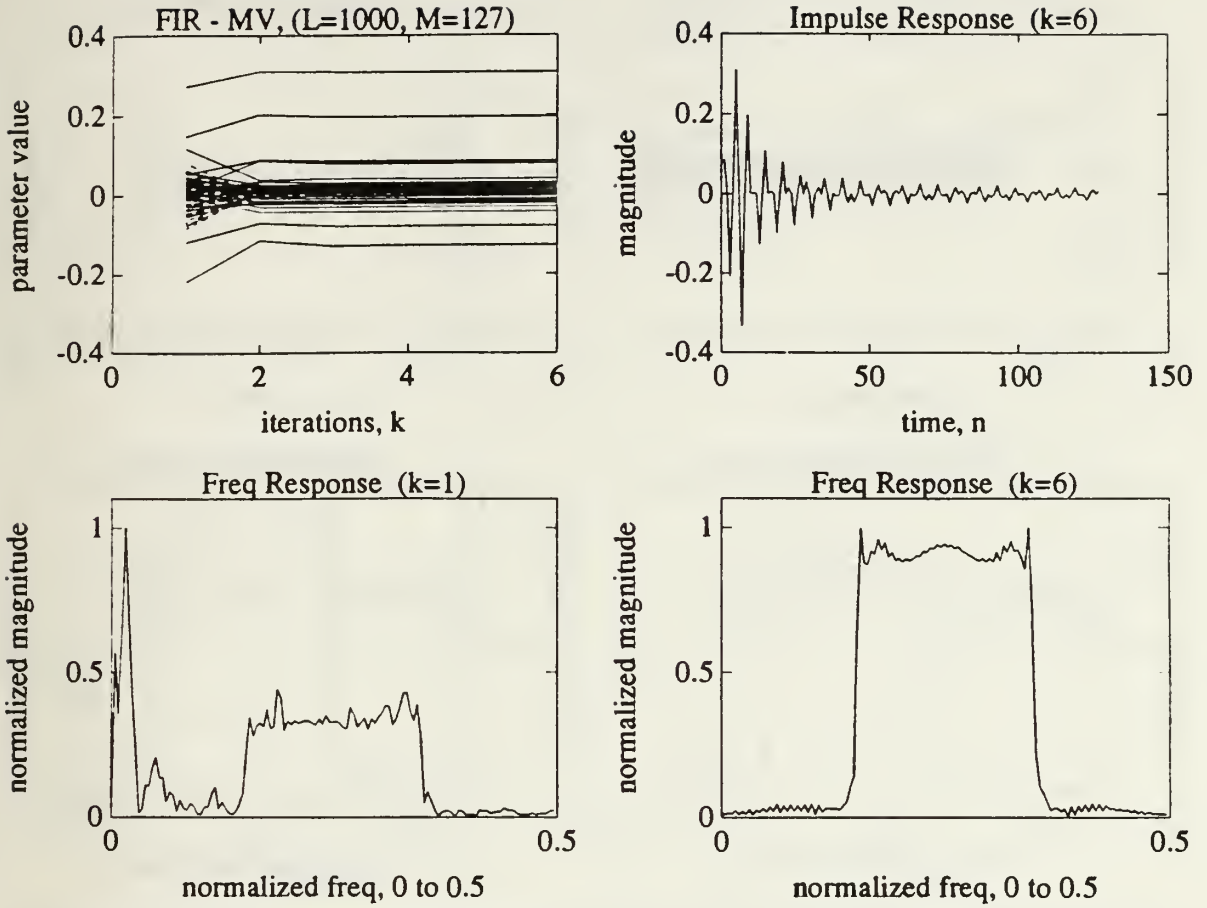 FIR - MV, (L=1000, M=127)
0.4
0.2
0
-0.2
-0.4
parameter value
0
2
4
6
iterations, k
Impulse Response (k=6)
0.4
0.2
0
-0.2
-0.4
magnitude
0
50
100
150
time, n
Freq Response (k=1)
1
0.5
0
normalized magnitude
0
0.5
normalized freq, 0 to 0.5
Freq Response (k=6)
1
0.5
0
normalized magnitude
0
0.5
normalized freq, 0 to 0.5